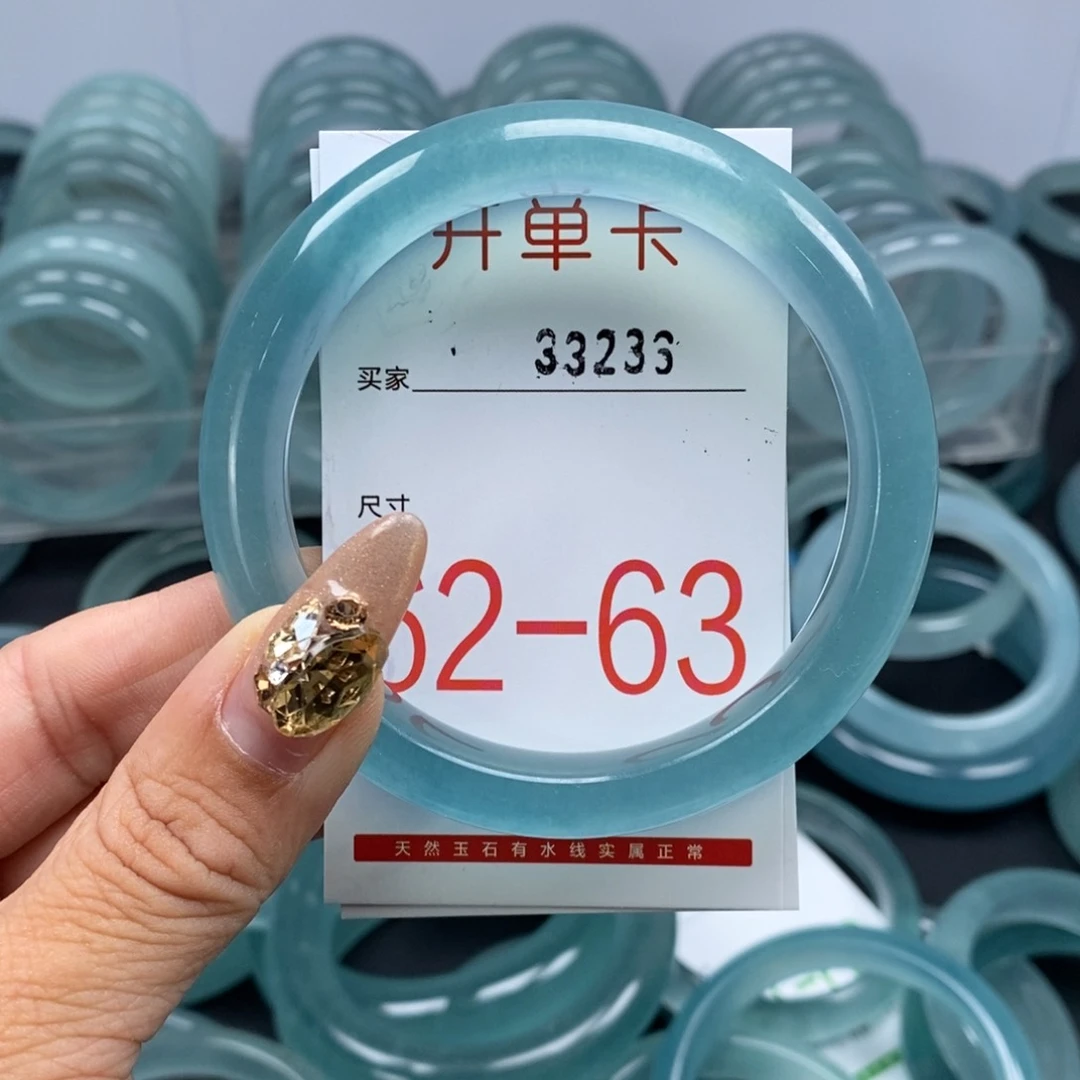 开单卡
买家 33233
尺寸
62-63
天然玉石有水线实属正常